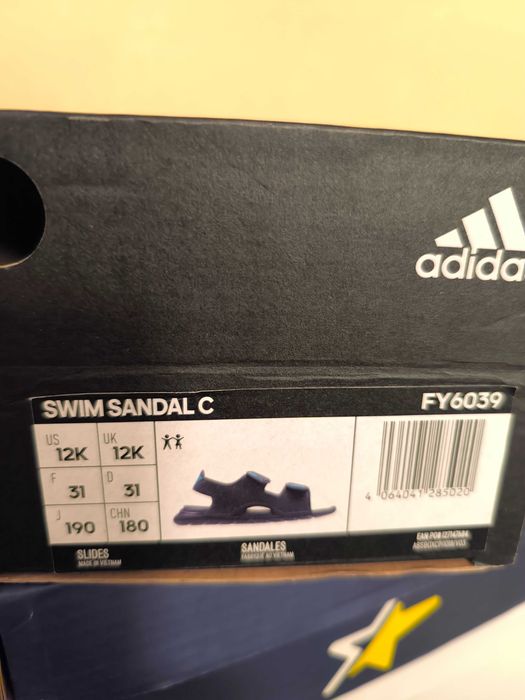 adida
SWIM SANDAL C FY6039
US 12K UK 12K
F 31 D 31
J 190 CHN 180
4 064041 285020
SLIDES
MADE IN VIETNAM
SANDALES
FABRIQUÉ AU VIETNAM